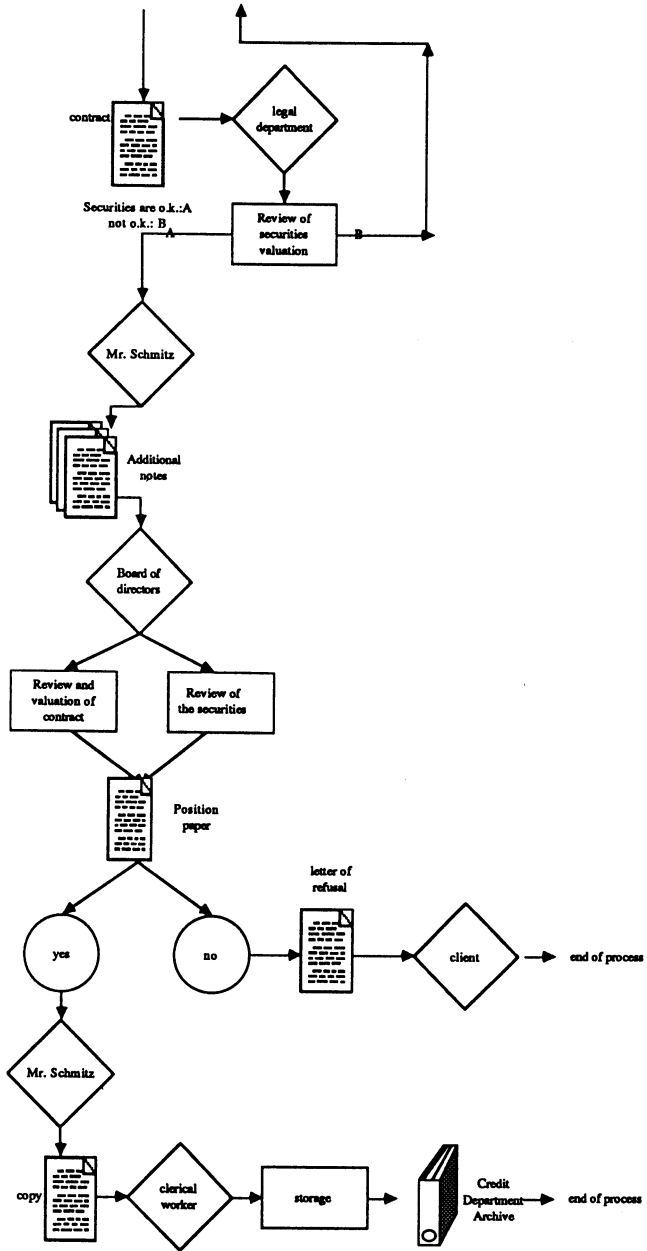 contract
legal
department
Securities are o.k.:A
not o.k.: B
A
Review of
securities
valuation
B
Mr. Schmitz
Additional
notes
Board of
directors
Review and
valuation of
contract
Review of
the securities
Position
paper
letter of
refusal
yes
no
client
end of process
Mr. Schmitz
copy
clerical
worker
storage
Credit
Department
Archive
end of process